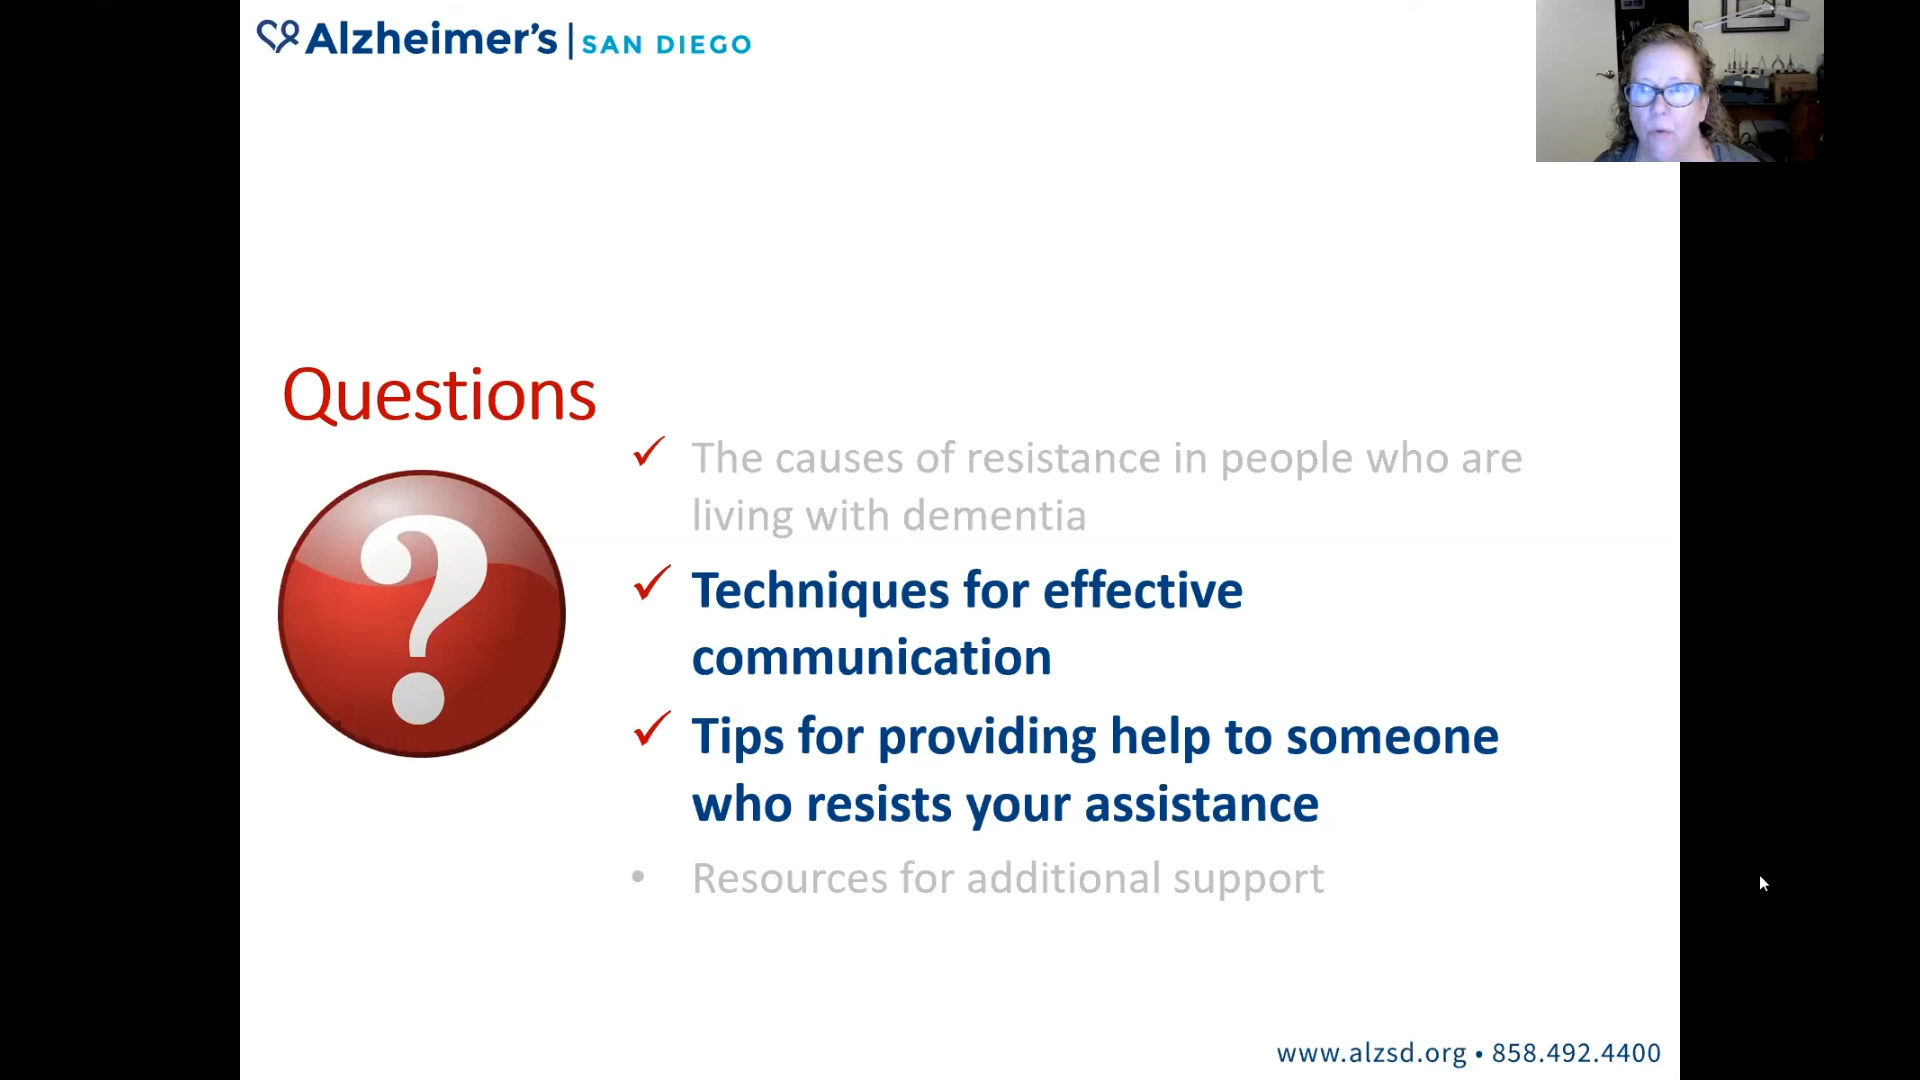 Alzheimer's | SAN DIEGO
Questions
?
✓ The causes of resistance in people who are
living with dementia
✓ Techniques for effective
communication
✓ Tips for providing help to someone
who resists your assistance
• Resources for additional support
www.alzsd.org • 858.492.4400